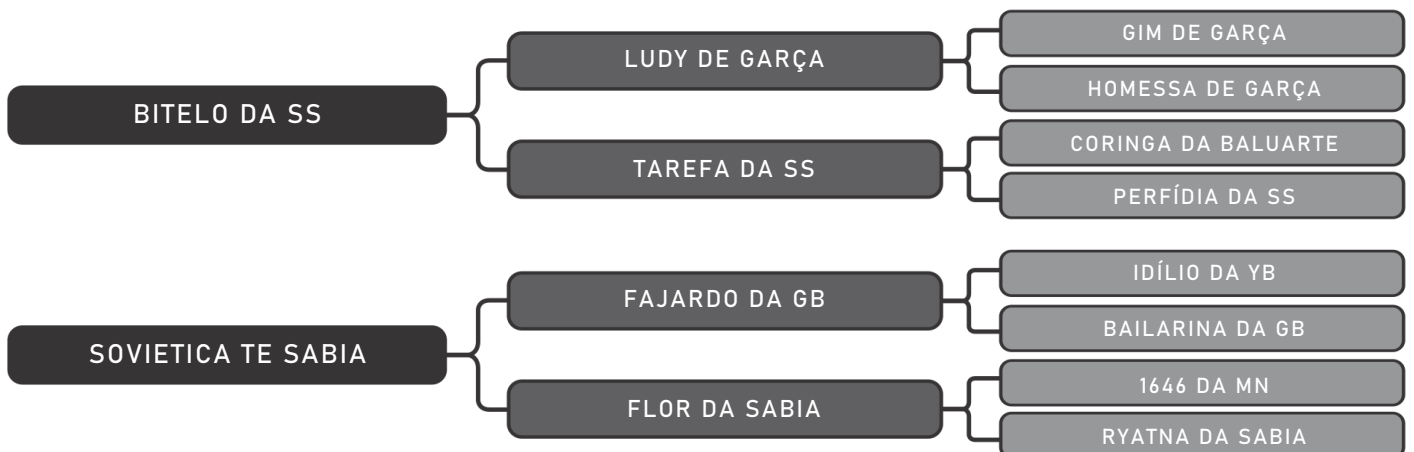 BITELO DA SS
LUDY DE GARÇA
GIM DE GARÇA
HOMESSA DE GARÇA
TAREFA DA SS
CORINGA DA BALUARTE
PERFÍDIA DA SS
SOVIETICA TE SABIA
FAJARDO DA GB
IDÍLIO DA YB
BAILARINA DA GB
FLOR DA SABIA
1646 DA MN
RYATNA DA SABIA